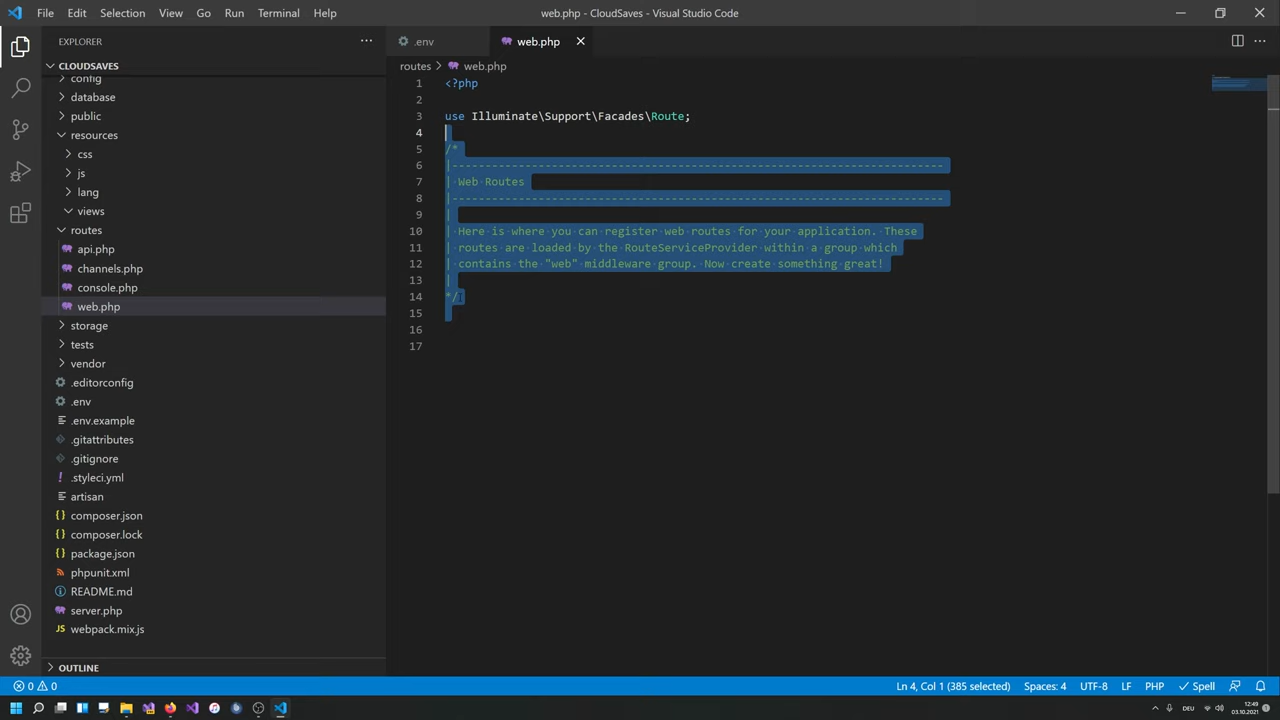 File Edit Selection View Go Run Terminal Help
web.php - CloudSaves - Visual Studio Code
EXPLORER
CLOUDSAVES
config
database
public
resources
css
js
lang
views
routes
api.php
channels.php
console.php
web.php
storage
tests
vendor
.editorconfig
.env
.env.example
.gitattributes
.gitignore
.styleci.yml
artisan
composer.json
composer.lock
package.json
phpunit.xml
README.md
server.php
webpack.mix.js
OUTLINE
.env web.php
routes > web.php
1 <?php
2
3 use Illuminate\Support\Facades\Route;
4
5 /*
6 |--------------------------------------------------------------------------
7 | Web Routes
8 |--------------------------------------------------------------------------
9 |
10 | Here is where you can register web routes for your application. These
11 | routes are loaded by the RouteServiceProvider within a group which
12 | contains the "web" middleware group. Now create something great!
13 |
14 */
15
16
17
0 0 Ln 4, Col 1 (385 selected) Spaces: 4 UTF-8 LF PHP Spell
DEU 12:49
03.10.2021